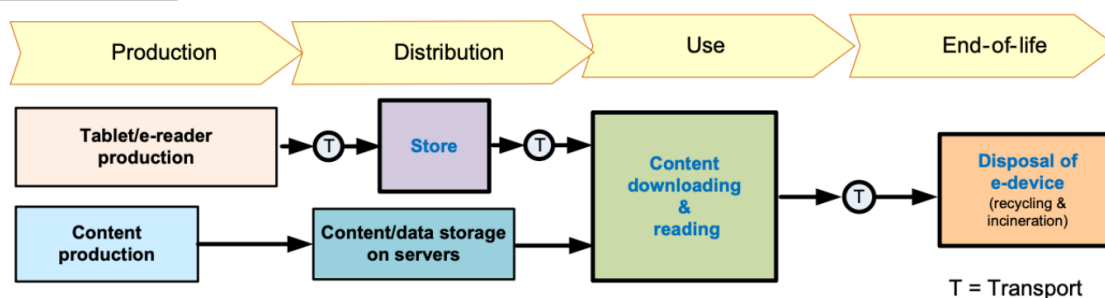 Production
Distribution
Use
End-of-life
Tablet/e-reader
production
T
Store
T
Content
downloading
&
reading
T
Disposal of
e-device
(recycling &
incineration)
Content
production
Content/data storage
on servers
T = Transport